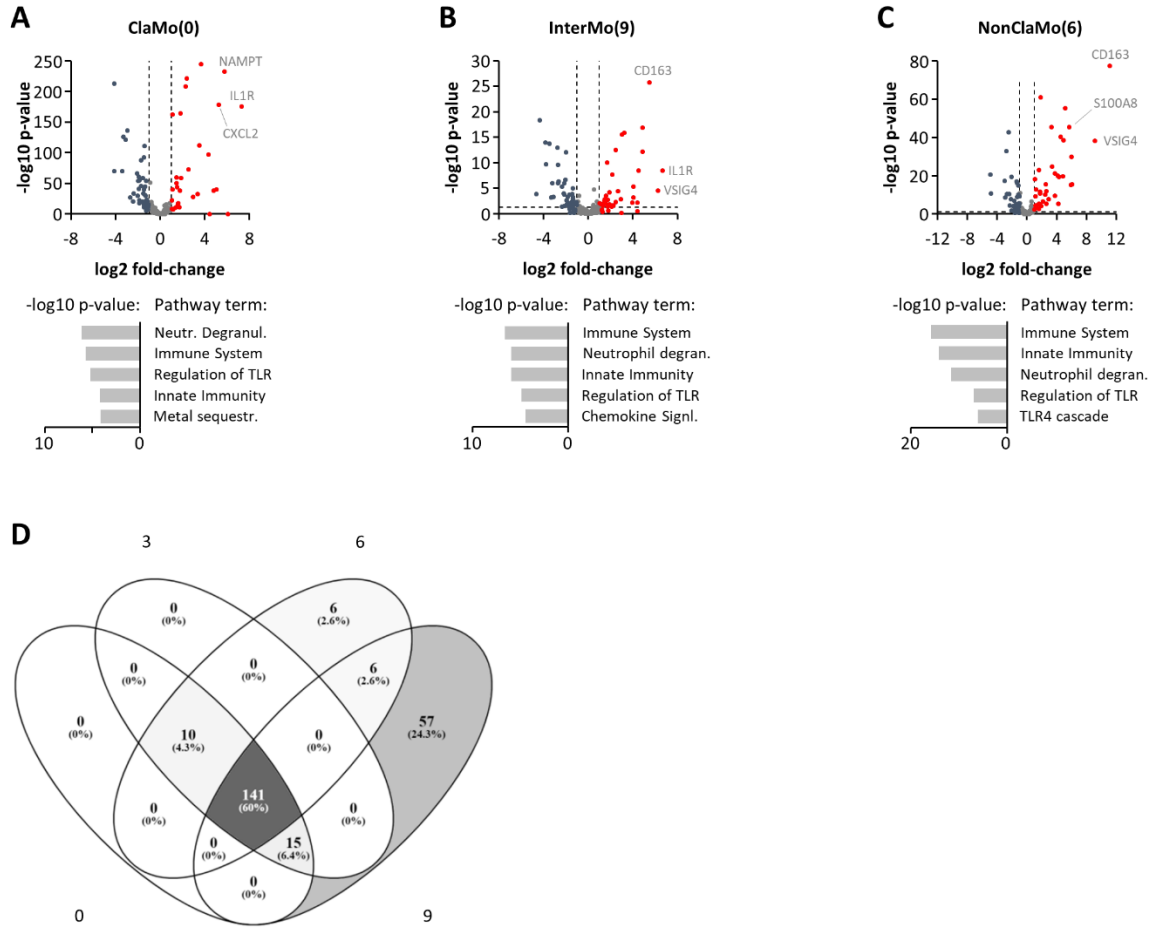 A
ClaMo(0)
-log10 p-value
250
200
150
100
50
0
-8
-4
0
4
8
NAMPT
IL1R
CXCL2
log2 fold-change
-log10 p-value: Pathway term:
Neutr. Degranul.
Immune System
Regulation of TLR
Innate Immunity
Metal sequestr.
10
0
B
InterMo(9)
-log10 p-value
30
25
20
15
10
5
0
-8
-4
0
4
8
CD163
IL1R
VSIG4
log2 fold-change
-log10 p-value: Pathway term:
Immune System
Neutrophil degran.
Innate Immunity
Regulation of TLR
Chemokine Signl.
10
0
C
NonClaMo(6)
-log10 p-value
80
60
40
20
0
-12
-8
-4
0
4
8
12
CD163
S100A8
VSIG4
log2 fold-change
-log10 p-value: Pathway term:
Immune System
Innate Immunity
Neutrophil degran.
Regulation of TLR
TLR4 cascade
20
0
D
3
6
0
(0%)
6
(2.6%)
0
(0%)
0
(0%)
6
(2.6%)
0
(0%)
10
(4.3%)
0
(0%)
57
(24.3%)
141
(60%)
0
(0%)
0
(0%)
0
(0%)
15
(6.4%)
0
(0%)
0
9